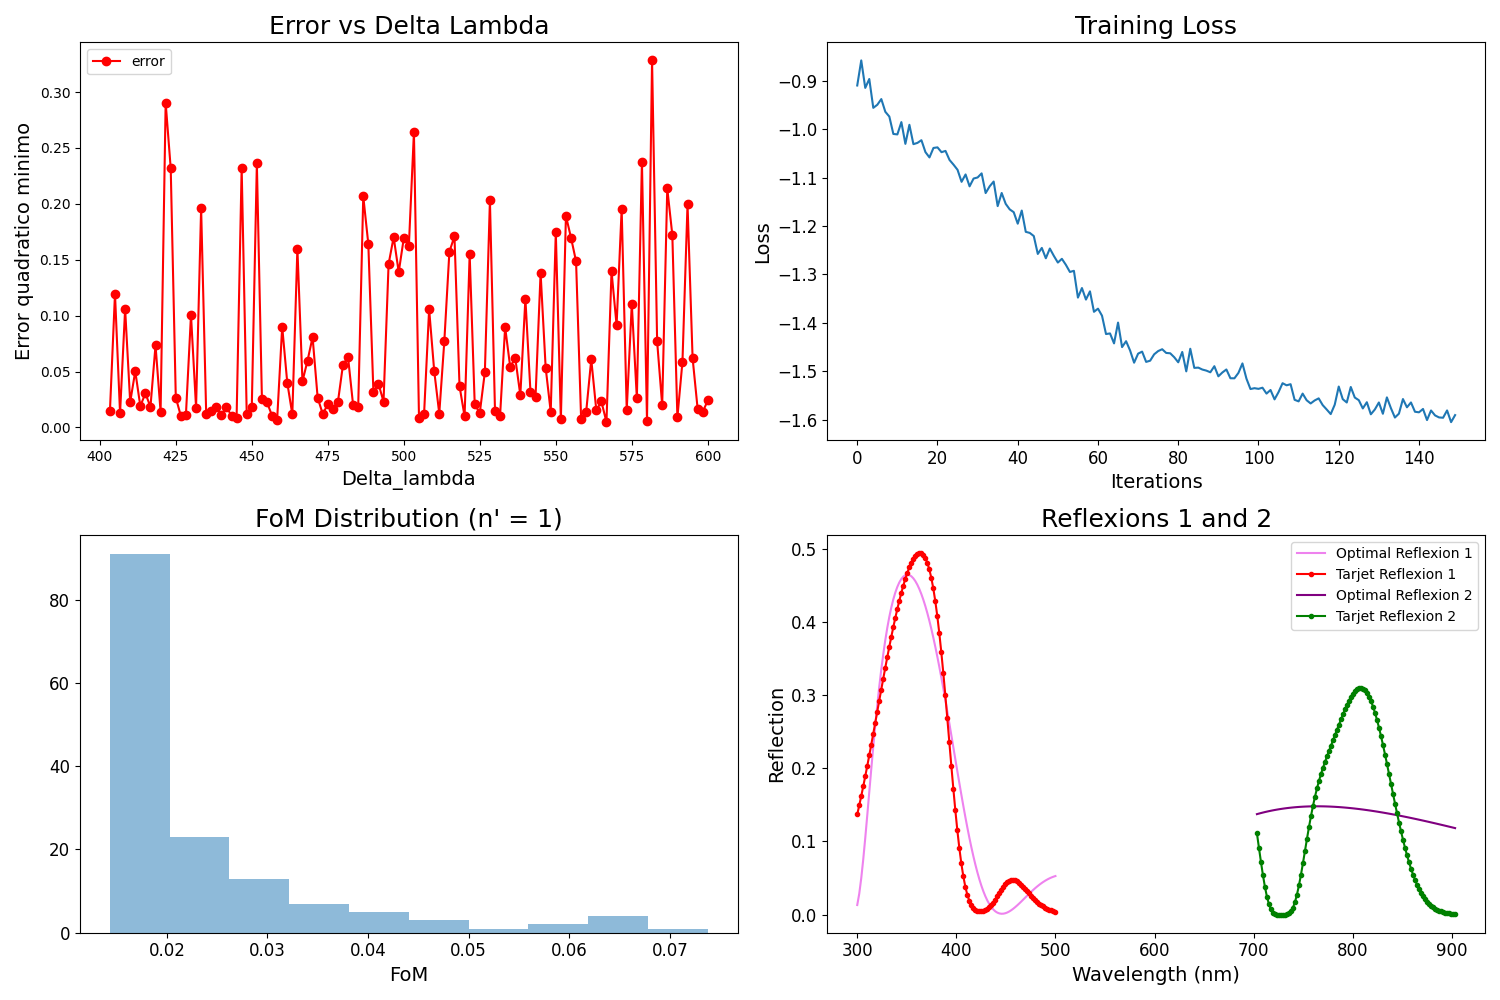 Error vs Delta Lambda
error
Error quadratico minimo
0.30
0.25
0.20
0.15
0.10
0.05
0.00
400 425 450 475 500 525 550 575 600
Delta_lambda
Training Loss
Loss
−0.9
−1.0
−1.1
−1.2
−1.3
−1.4
−1.5
−1.6
0 20 40 60 80 100 120 140
Iterations
FoM Distribution (n' = 1)
80
60
40
20
0
0.02 0.03 0.04 0.05 0.06 0.07
FoM
Reflexions 1 and 2
Optimal Reflexion 1
Tarjet Reflexion 1
Optimal Reflexion 2
Tarjet Reflexion 2
Reflection
0.5
0.4
0.3
0.2
0.1
0.0
300 400 500 600 700 800 900
Wavelength (nm)